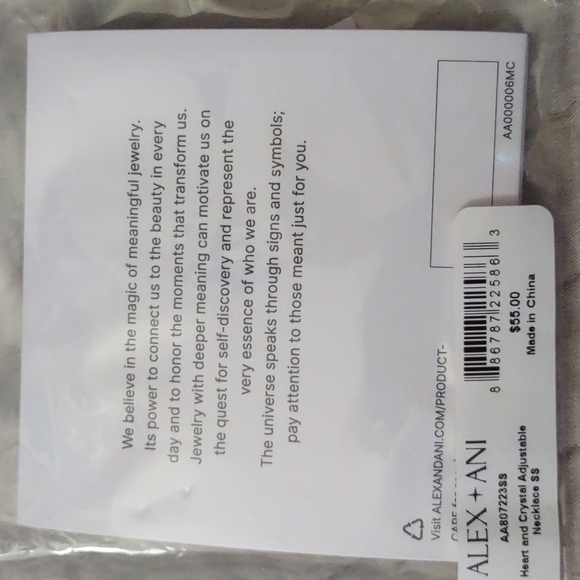 We believe in the magic of meaningful jewelry.
Its power to connect us to the beauty in every
day and to honor the moments that transform us.
Jewelry with deeper meaning can motivate us on
the quest for self-discovery and represent the
very essence of who we are.
The universe speaks through signs and symbols;
pay attention to those meant just for you.
Visit ALEXANDANI.COM/PRODUCT-
CARE
AA000006MC
ALEX + ANI
AA807223SS
Heart and Crystal Adjustable
Necklace SS
8 86787 22586 3
$55.00
Made in China